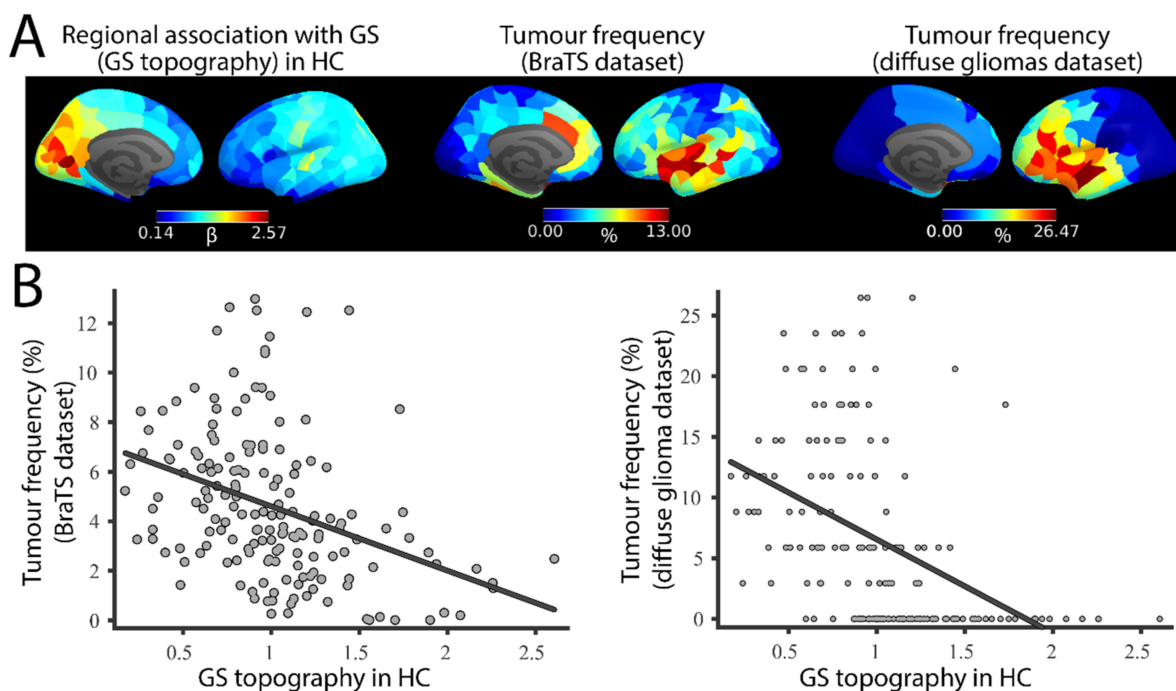 A
Regional association with GS
(GS topography) in HC
Tumour frequency
(BraTS dataset)
Tumour frequency
(diffuse gliomas dataset)
0.14 β 2.57
0.00 % 13.00
0.00 % 26.47
B
Tumour frequency (%)
(BraTS dataset)
12
10
8
6
4
2
0
0.5 1 1.5 2 2.5
GS topography in HC
Tumour frequency (%)
(diffuse glioma dataset)
25
20
15
10
5
0
0.5 1 1.5 2 2.5
GS topography in HC